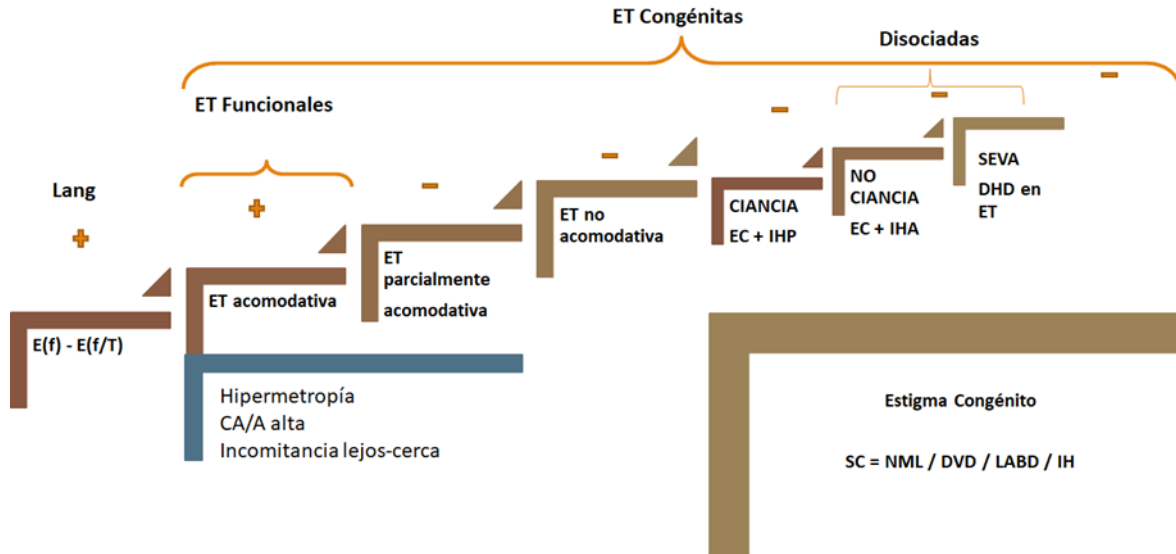 ET Congénitas
Disociadas
ET Funcionales
Lang
E(f) - E(f/T)
ET acomodativa
ET
parcialmente
acomodativa
ET no
acomodativa
CIANCIA
EC + IHP
NO
CIANCIA
EC + IHA
SEVA
DHD en
ET
Hipermetropía
CA/A alta
Incomitancia lejos-cerca
Estigma Congénito
SC = NML / DVD / LABD / IH